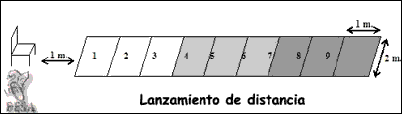 1 m.
1 m.
1 2 3 4 5 6 7 8 9
2 m.
Lanzamiento de distancia